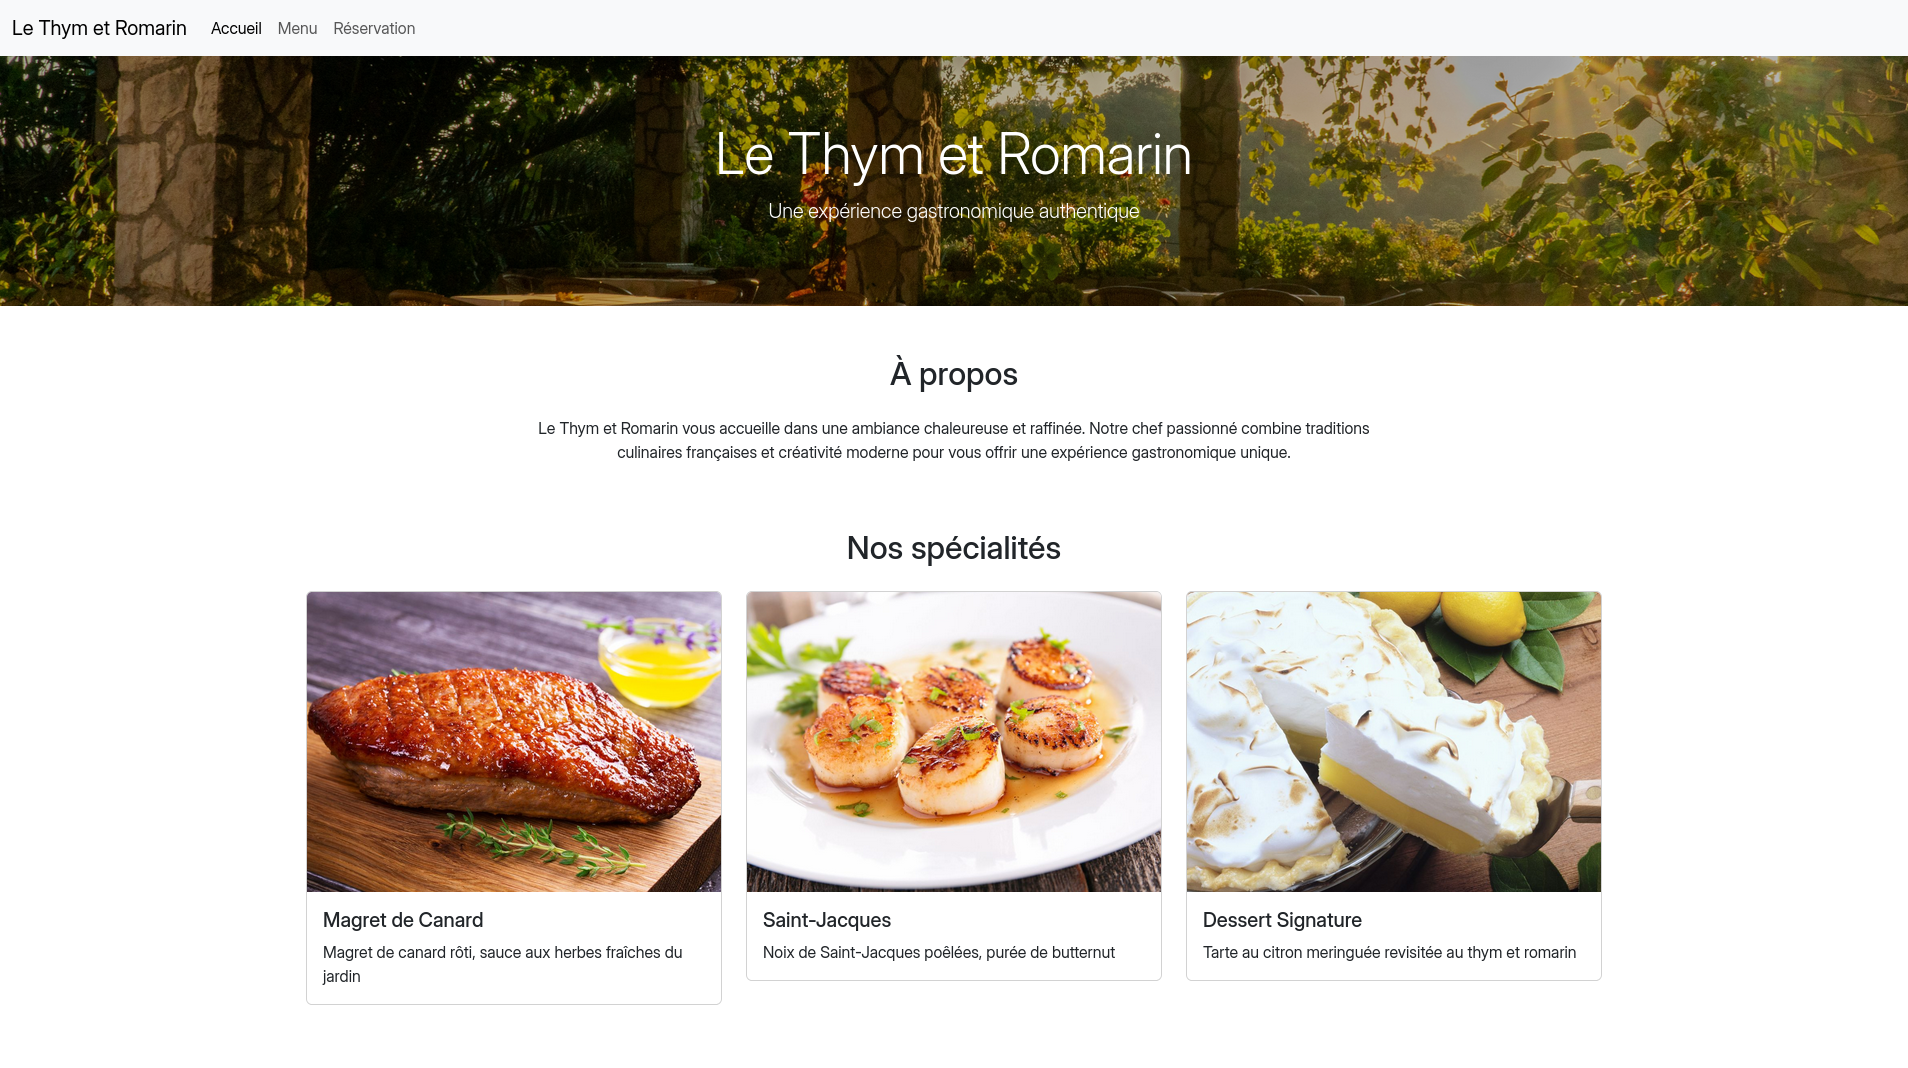 Le Thym et Romarin
Accueil
Menu
Réservation
Le Thym et Romarin
Une expérience gastronomique authentique
À propos
Le Thym et Romarin vous accueille dans une ambiance chaleureuse et raffinée. Notre chef passionné combine traditions
culinaires françaises et créativité moderne pour vous offrir une expérience gastronomique unique.
Nos spécialités
Magret de Canard
Magret de canard rôti, sauce aux herbes fraîches du
jardin
Saint-Jacques
Noix de Saint-Jacques poêlées, purée de butternut
Dessert Signature
Tarte au citron meringuée revisitée au thym et romarin